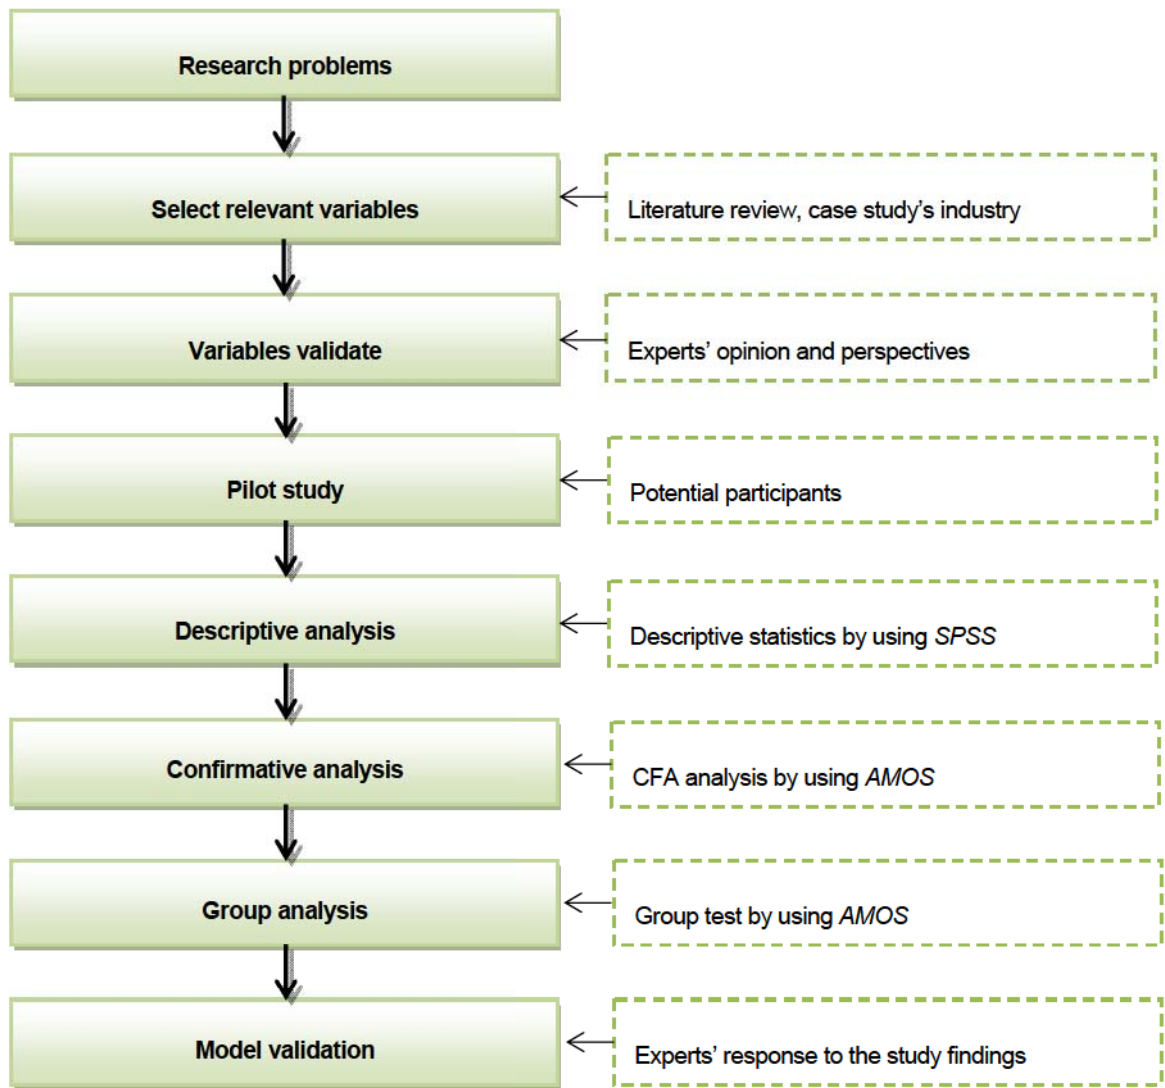 Research problems
Select relevant variables
Literature review, case study's industry
Variables validate
Experts' opinion and perspectives
Pilot study
Potential participants
Descriptive analysis
Descriptive statistics by using SPSS
Confirmative analysis
CFA analysis by using AMOS
Group analysis
Group test by using AMOS
Model validation
Experts' response to the study findings